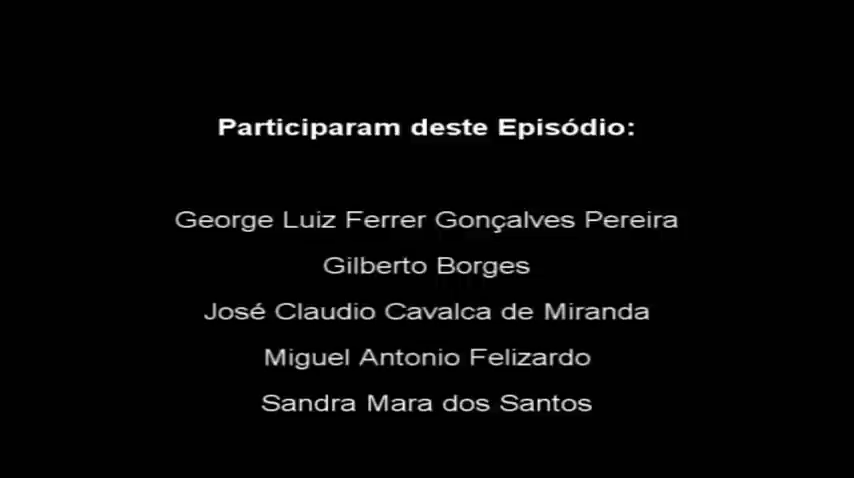 Participaram deste Episódio:
George Luiz Ferrer Gonçalves Pereira
Gilberto Borges
José Claudio Cavalca de Miranda
Miguel Antonio Felizardo
Sandra Mara dos Santos